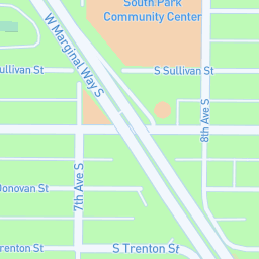 South Park
Community Center
W Marginal Way S
Sullivan St
S Sullivan St
8th Ave S
7th Ave S
Donovan St
Trenton St
S Trenton St